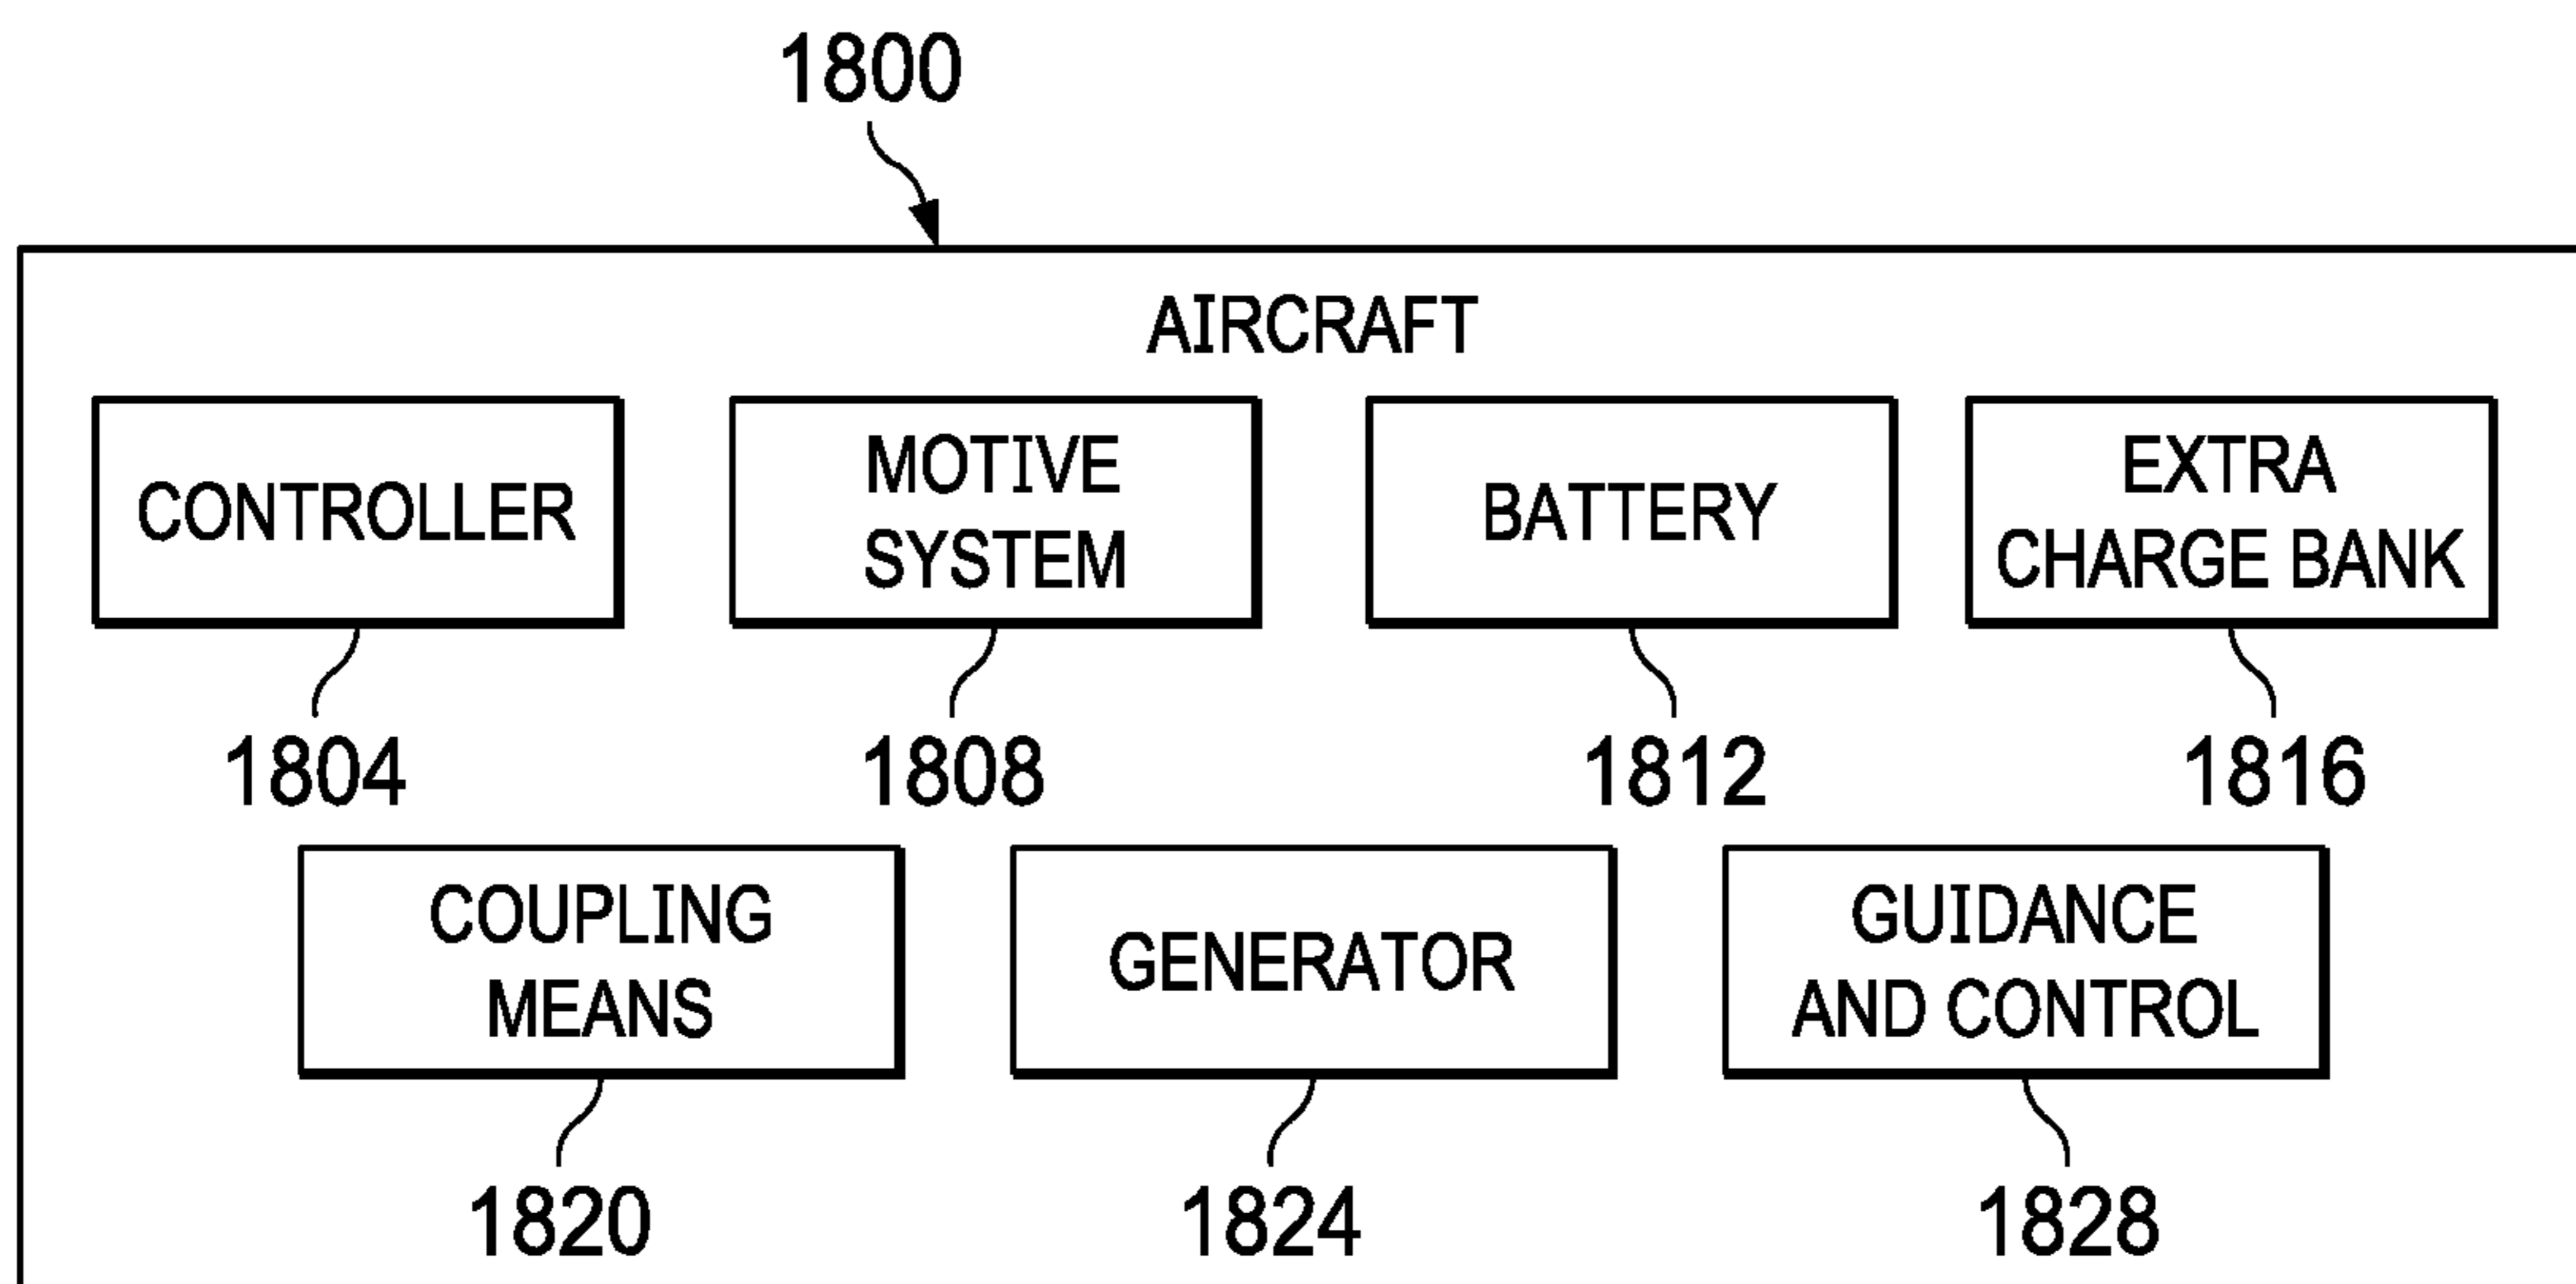 1800
AIRCRAFT
CONTROLLER
MOTIVE
SYSTEM
BATTERY
EXTRA
CHARGE BANK
1804
1808
1812
1816
COUPLING
MEANS
GENERATOR
GUIDANCE
AND CONTROL
1820
1824
1828